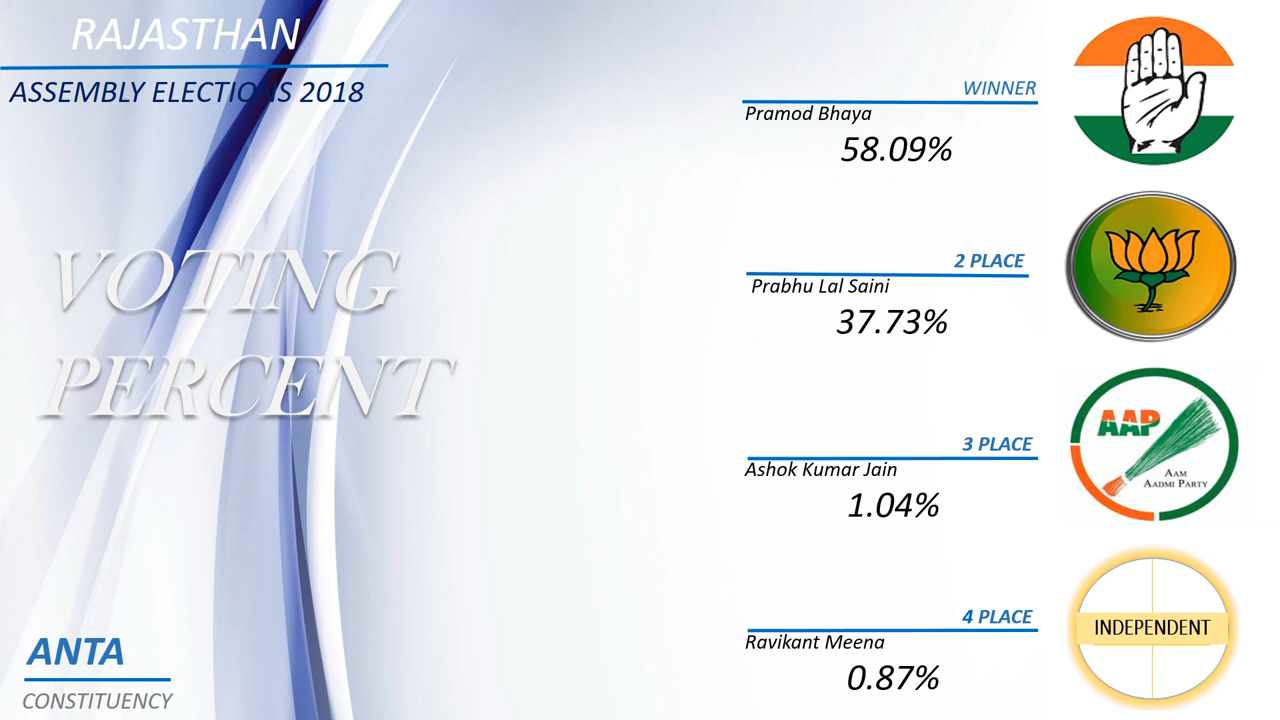 RAJASTHAN
ASSEMBLY ELECTIONS 2018
VOTING
PERCENT
ANTA
CONSTITUENCY
WINNER
Pramod Bhaya
58.09%
2 PLACE
Prabhu Lal Saini
37.73%
3 PLACE
Ashok Kumar Jain
1.04%
4 PLACE
Ravikant Meena
0.87%
AAP
AAM
AADMI PARTY
INDEPENDENT